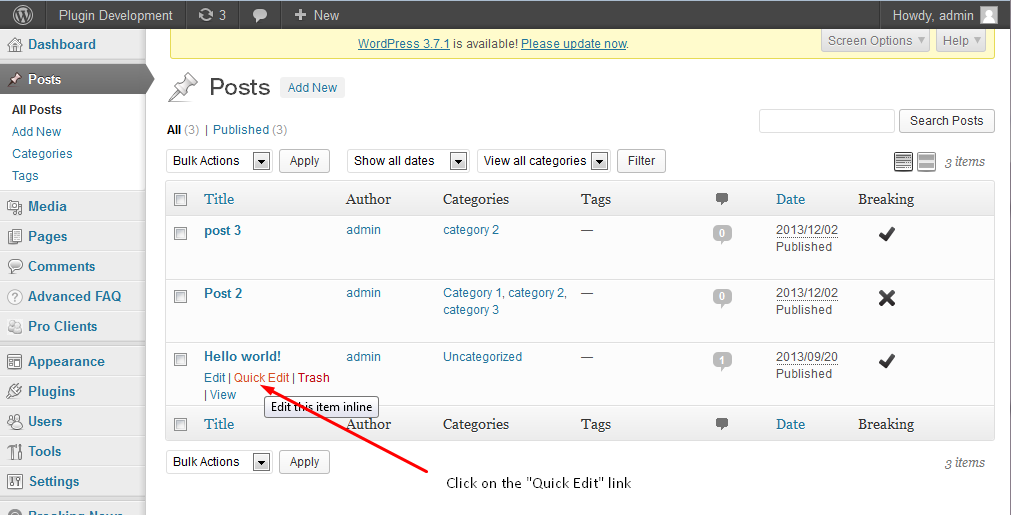 Plugin Development 3 + New Howdy, admin
WordPress 3.7.1 is available! Please update now.
Screen Options Help
Dashboard
Posts
All Posts
Add New
Categories
Tags
Media
Pages
Comments
Advanced FAQ
Pro Clients
Appearance
Plugins
Users
Tools
Settings
Posts Add New
All (3) | Published (3)
Search Posts
Bulk Actions Apply Show all dates View all categories Filter 3 items
Title Author Categories Tags Date Breaking
post 3 admin category 2 — 0 2013/12/02
Published
Post 2 admin Category 1, category 2, — 0 2013/12/02
category 3 Published
Hello world! admin Uncategorized — 1 2013/09/20
Edit | Quick Edit | Trash Published
| View
Edit this item inline
Title Author Categories Tags Date Breaking
Bulk Actions Apply 3 items
Click on the "Quick Edit" link